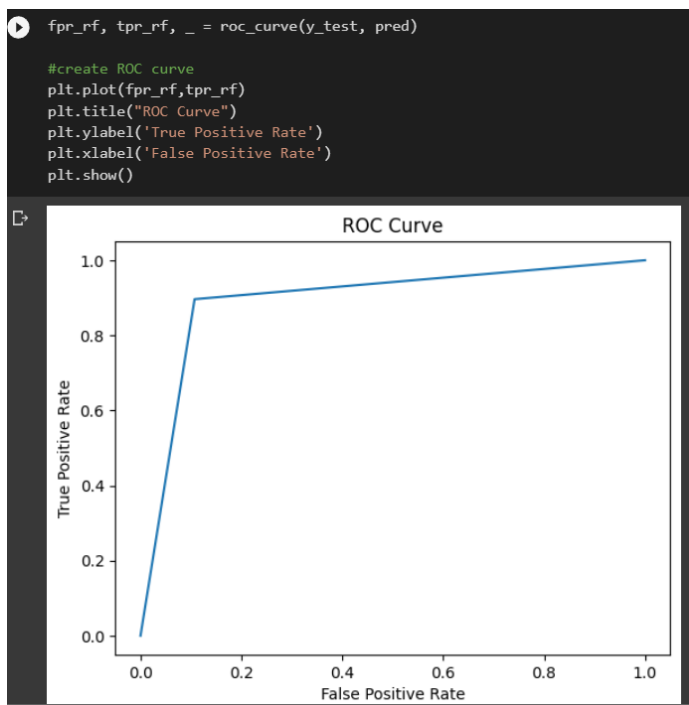 fpr_rf, tpr_rf, _ = roc_curve(y_test, pred)
#create ROC curve
plt.plot(fpr_rf,tpr_rf)
plt.title("ROC Curve")
plt.ylabel('True Positive Rate')
plt.xlabel('False Positive Rate')
plt.show()
ROC Curve
1.0
0.8
0.6
0.4
0.2
0.0
True Positive Rate
0.0 0.2 0.4 0.6 0.8 1.0
False Positive Rate